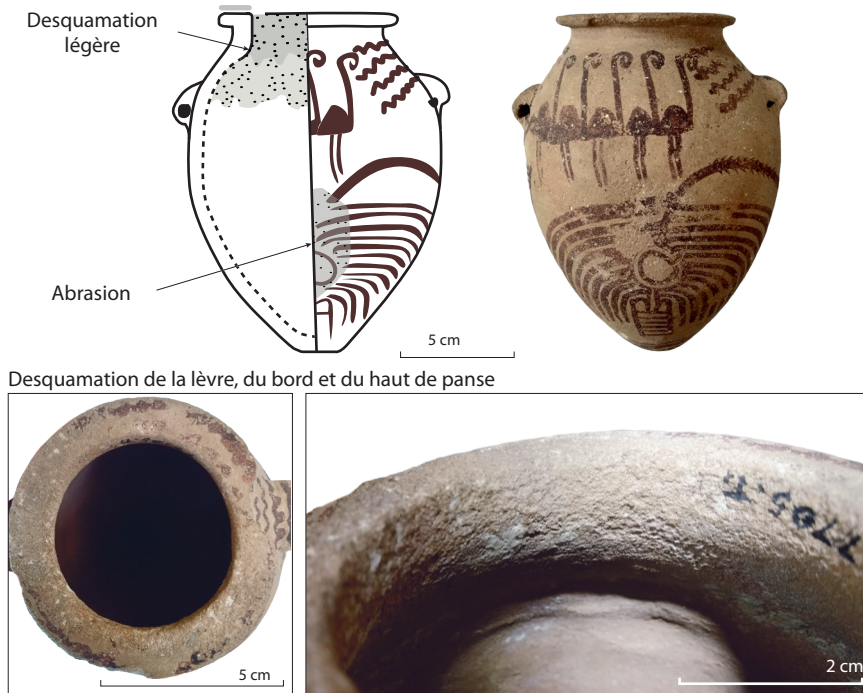 Desquamation
légère
Abrasion
5 cm
Desquamation de la lèvre, du bord et du haut de panse
5 cm
2 cm